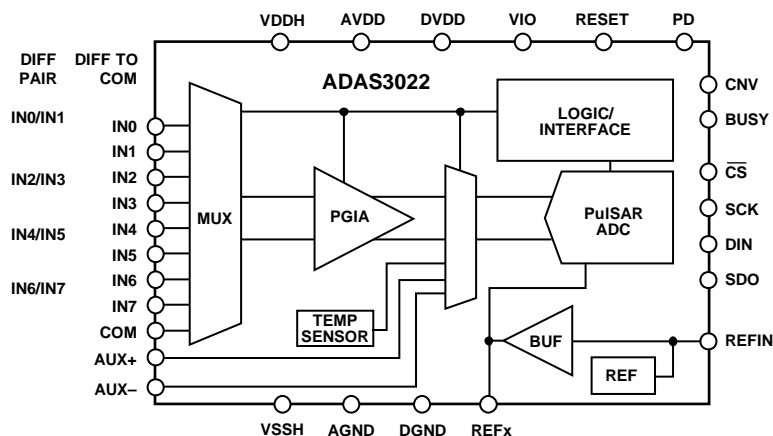 VDDH AVDD DVDD VIO RESET PD
DIFF PAIR
DIFF TO COM
ADAS3022
IN0/IN1
IN2/IN3
IN4/IN5
IN6/IN7
IN0
IN1
IN2
IN3
IN4
IN5
IN6
IN7
COM
AUX+
AUX–
MUX
PGIA
TEMP
SENSOR
LOGIC/
INTERFACE
PulSAR
ADC
BUF
REF
CNV
BUSY
CS
SCK
DIN
SDO
REFIN
VSSH AGND DGND REFx